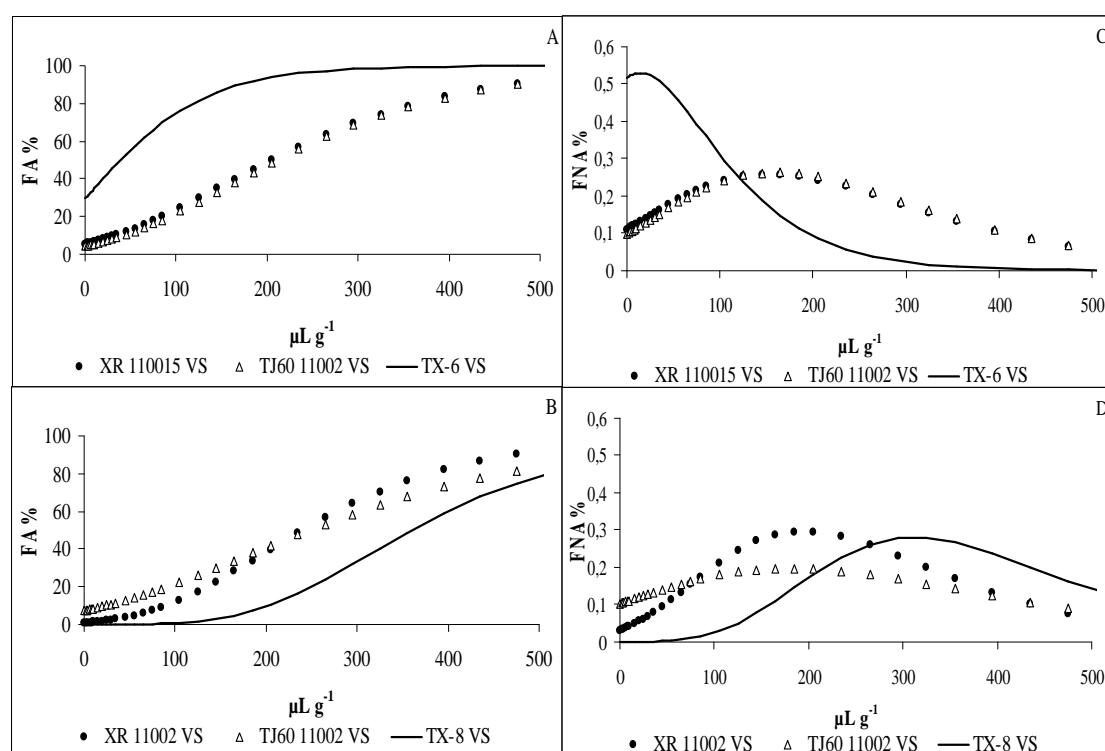 A
FA %
100
80
60
40
20
0
0 100 200 300 400 500
µL g-1
XR 110015 VS TJ60 11002 VS TX-6 VS
C
FNA %
0,6
0,5
0,4
0,3
0,2
0,1
0
0 100 200 300 400 500
µL g-1
XR 110015 VS TJ60 11002 VS TX-6 VS
B
FA %
100
80
60
40
20
0
0 100 200 300 400 500
µL g-1
XR 11002 VS TJ60 11002 VS TX-8 VS
D
FNA %
0,6
0,5
0,4
0,3
0,2
0,1
0
0 100 200 300 400 500
µL g-1
XR 11002 VS TJ60 11002 VS TX-8 VS